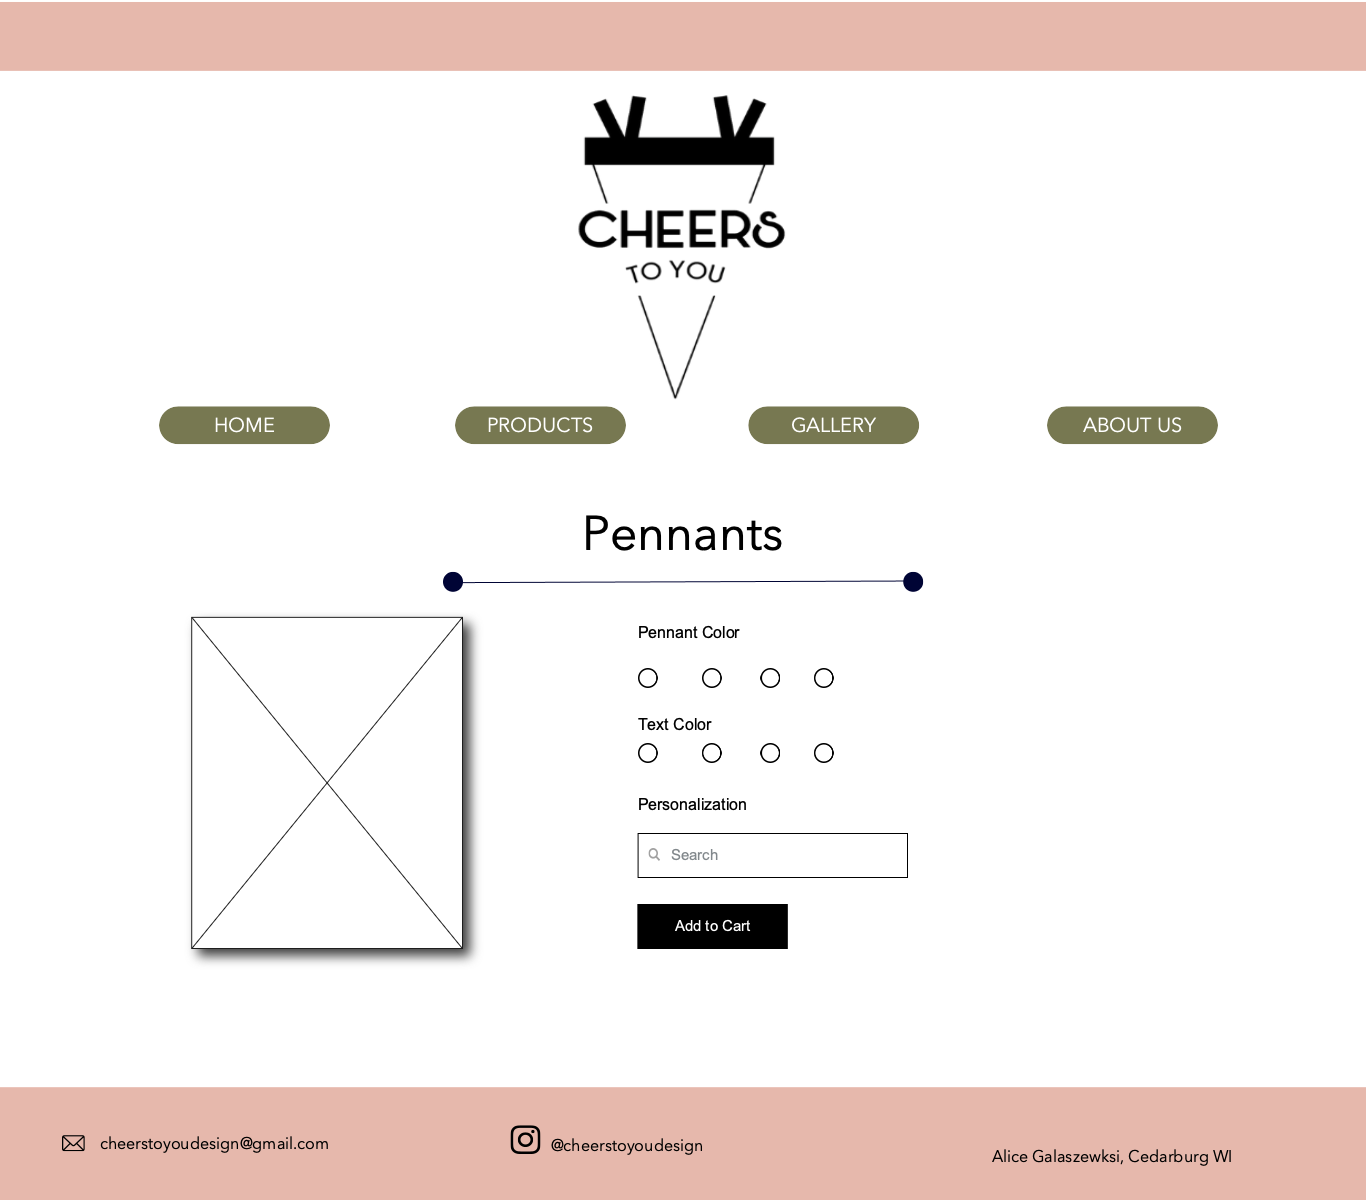 CHEERS
TO YOU
HOME
PRODUCTS
GALLERY
ABOUT US
Pennants
Pennant Color
Text Color
Personalization
Search
Add to Cart
cheerstoyoudesign@gmail.com
@cheerstoyoudesign
Alice Galaszewksi, Cedarburg WI